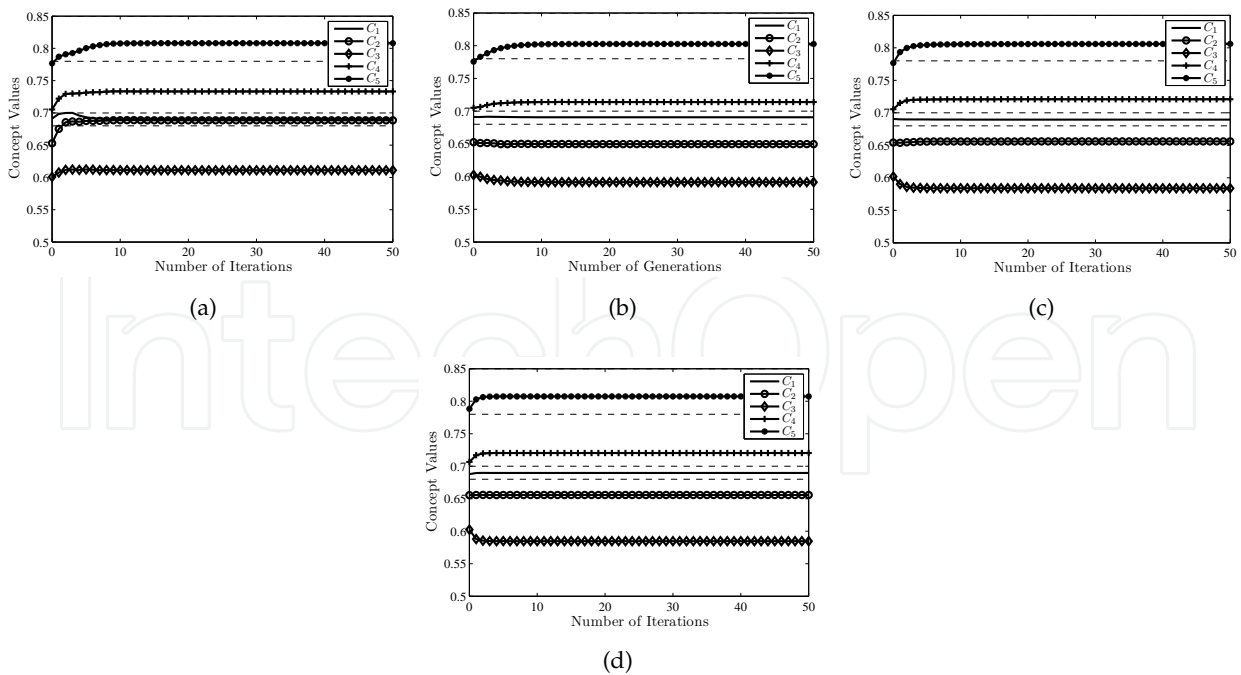 0.85
0.8
0.75
0.7
0.65
0.6
0.55
0.5
Concept Values
0 10 20 30 40 50
Number of Iterations
C₁
C₂
C₃
C₄
C₅
(a)
0.85
0.8
0.75
0.7
0.65
0.6
0.55
0.5
Concept Values
0 10 20 30 40 50
Number of Generations
C₁
C₂
C₃
C₄
C₅
(b)
0.85
0.8
0.75
0.7
0.65
0.6
0.55
0.5
Concept Values
0 10 20 30 40 50
Number of Iterations
C₁
C₂
C₃
C₄
C₅
(c)
IntechOpen
0.85
0.8
0.75
0.7
0.65
0.6
0.55
0.5
Concept Values
0 10 20 30 40 50
Number of Iterations
C₁
C₂
C₃
C₄
C₅
(d)